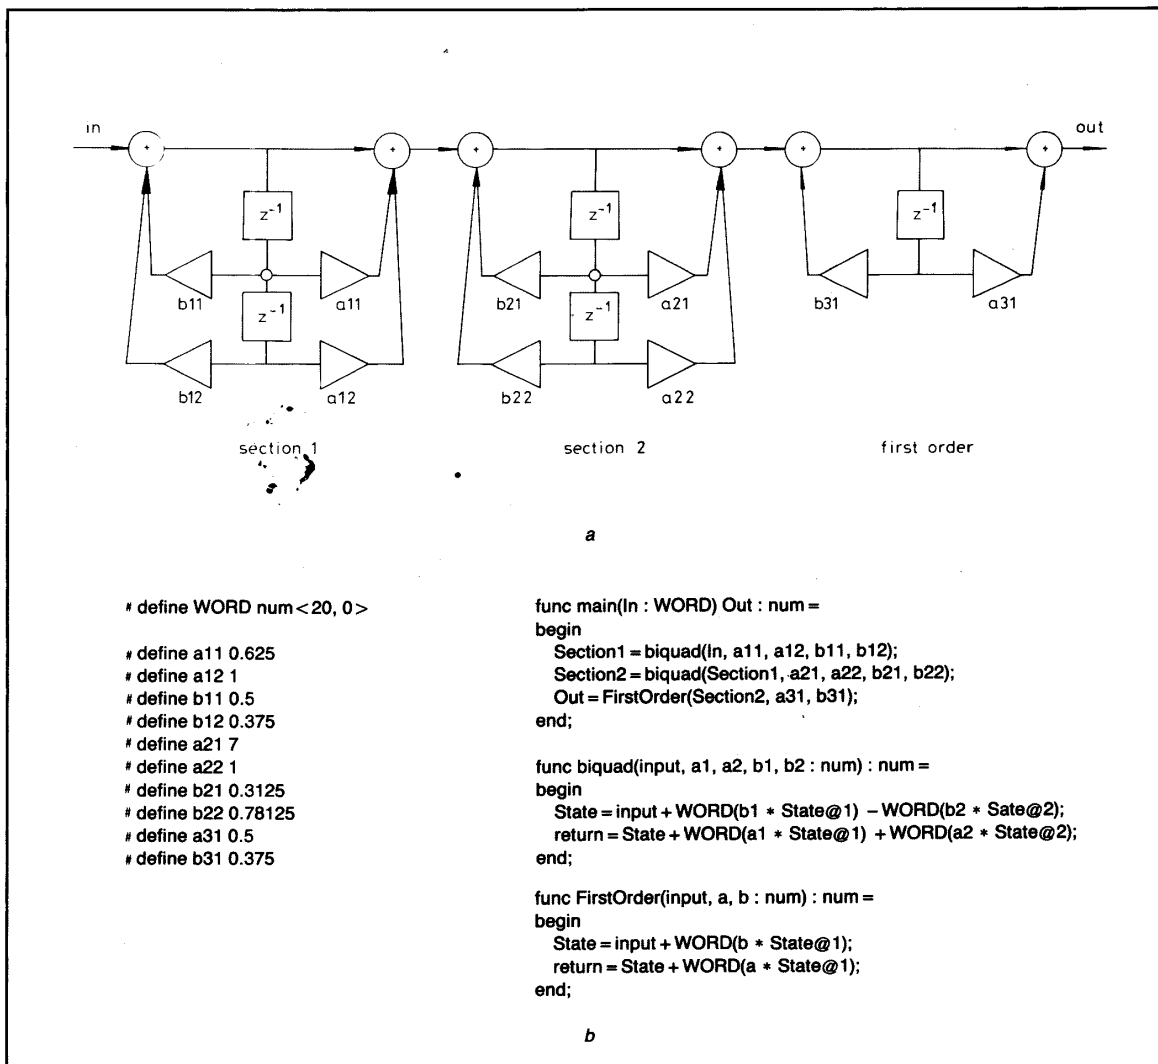 in
+
+
+
+
+
+
out
z⁻¹
z⁻¹
z⁻¹
b11
a11
b21
a21
b31
a31
z⁻¹
z⁻¹
b12
a12
b22
a22
section 1
section 2
first order
a
# define WORD num<20, 0>
# define a11 0.625
# define a12 1
# define b11 0.5
# define b12 0.375
# define a21 7
# define a22 1
# define b21 0.3125
# define b22 0.78125
# define a31 0.5
# define b31 0.375
func main(In : WORD) Out : num =
begin
Section1 = biquad(In, a11, a12, b11, b12);
Section2 = biquad(Section1, a21, a22, b21, b22);
Out = FirstOrder(Section2, a31, b31);
end;
func biquad(input, a1, a2, b1, b2 : num) : num =
begin
State = input + WORD(b1 * State@1) – WORD(b2 * Sate@2);
return = State + WORD(a1 * State@1) + WORD(a2 * State@2);
end;
func FirstOrder(input, a, b : num) : num =
begin
State = input + WORD(b * State@1);
return = State + WORD(a * State@1);
end;
b